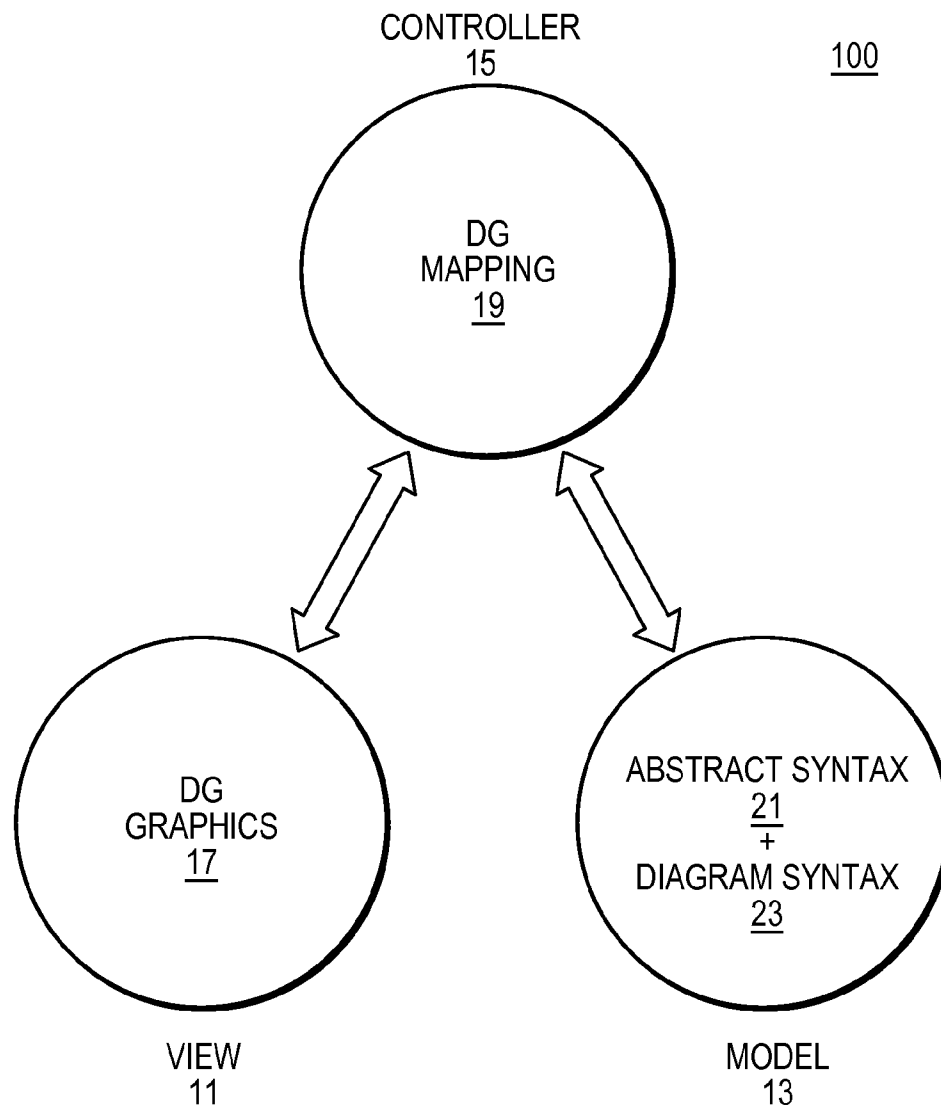 CONTROLLER
15
100
DG
MAPPING
19
DG
GRAPHICS
17
ABSTRACT SYNTAX
21
+
DIAGRAM SYNTAX
23
VIEW
11
MODEL
13